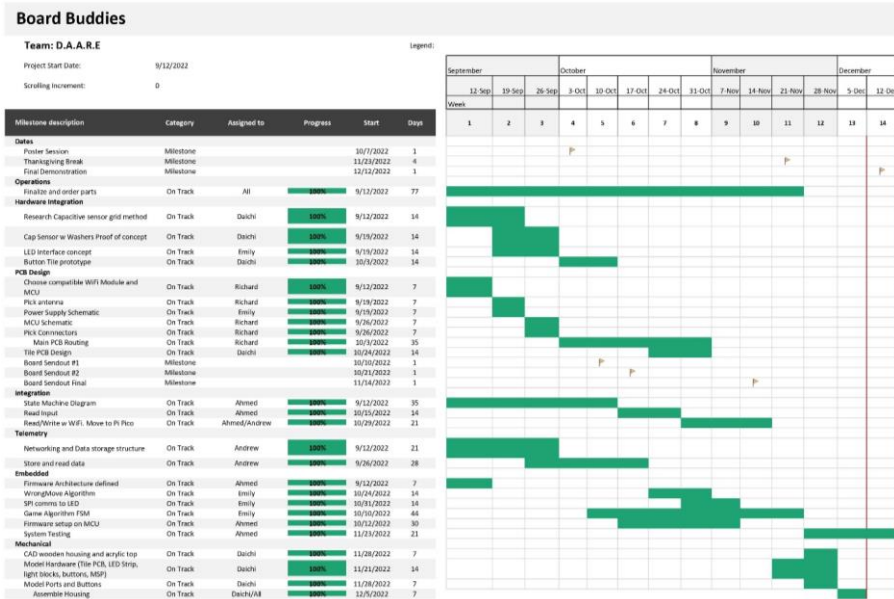 Board Buddies
Team: D.A.A.R.E
Legend:
Project Start Date: 9/12/2022
Scrolling Increment: 0
September October November December
12-Sep 19-Sep 26-Sep 3-Oct 10-Oct 17-Oct 24-Oct 31-Oct 7-Nov 14-Nov 21-Nov 28-Nov 5-Dec 12-De
Week
Milestone description Category Assigned to Progress Start Days 1 2 3 4 5 6 7 8 9 10 11 12 13 14
Dates
Poster Session Milestone 10/7/2022 1
Thanksgiving Break Milestone 11/23/2022 4
Final Demonstration Milestone 12/12/2022 1
Operations
Finalize and order parts On Track All 100% 9/12/2022 77
Hardware Integration
Research Capacitive sensor grid method On Track Daichi 100% 9/12/2022 14
Cap Sensor w Washers Proof of concept On Track Daichi 100% 9/19/2022 14
LED Interface concept On Track Emily 100% 9/19/2022 14
Button Tile prototype On Track Daichi 100% 10/3/2022 14
PCB Design
Choose compatible WiFi Module and
MCU On Track Richard 100% 9/12/2022 7
Pick antenna On Track Richard 100% 9/19/2022 7
Power Supply Schematic On Track Emily 100% 9/19/2022 7
MCU Schematic On Track Richard 100% 9/26/2022 7
Pick Connnectors On Track Richard 100% 9/26/2022 7
Main PCB Routing On Track Richard 100% 10/3/2022 35
Tile PCB Design On Track Daichi 100% 10/24/2022 14
Board Sendout #1 Milestone 10/10/2022 1
Board Sendout #2 Milestone 10/21/2022 1
Board Sendout Final Milestone 11/14/2022 1
Integration
State Machine Diagram On Track Ahmed 100% 9/12/2022 35
Read Input On Track Ahmed 100% 10/15/2022 14
Read/Write w WiFi. Move to Pi Pico On Track Ahmed/Andrew 100% 10/29/2022 21
Telemetry
Networking and Data storage structure On Track Andrew 100% 9/12/2022 21
Store and read data On Track Andrew 100% 9/26/2022 28
Embedded
Firmware Architecture defined On Track Ahmed 100% 9/12/2022 7
WrongMove Algorithm On Track Emily 100% 10/24/2022 14
SPI comms to LED On Track Emily 100% 10/31/2022 14
Game Algorithm FSM On Track Emily 100% 10/10/2022 44
Firmware setup on MCU On Track Ahmed 100% 10/12/2022 30
System Testing On Track Ahmed 100% 11/23/2022 21
Mechanical
CAD wooden housing and acrylic top On Track Daichi 100% 11/28/2022 7
Model Hardware (Tile PCB, LED Strip,
light blocks, buttons, MSP) On Track Daichi 100% 11/21/2022 14
Model Ports and Buttons On Track Daichi 100% 11/28/2022 7
Assemble Housing On Track Daichi/All 100% 12/5/2022 7